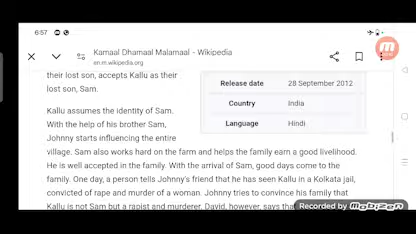 6:57
Kamaal Dhamaal Malamaal - Wikipedia
en.m.wikipedia.org
their lost son, accepts Kallu as their
lost son, Sam.
Release date 28 September 2012
Country India
Language Hindi
Kallu assumes the identity of Sam.
With the help of his brother Sam,
Johnny starts influencing the entire
village. Sam also works hard on the farm and helps the family earn a good livelihood.
He is well accepted in the family. With the arrival of Sam, good days come to the
family. One day, a person tells Johnny's friend that he has seen Kallu in a Kolkata jail,
convicted of rape and murder of a woman. Johnny tries to convince his family that
Kallu is not Sam but a rapist and murderer. David, however, says that
Recorded by Mobizen